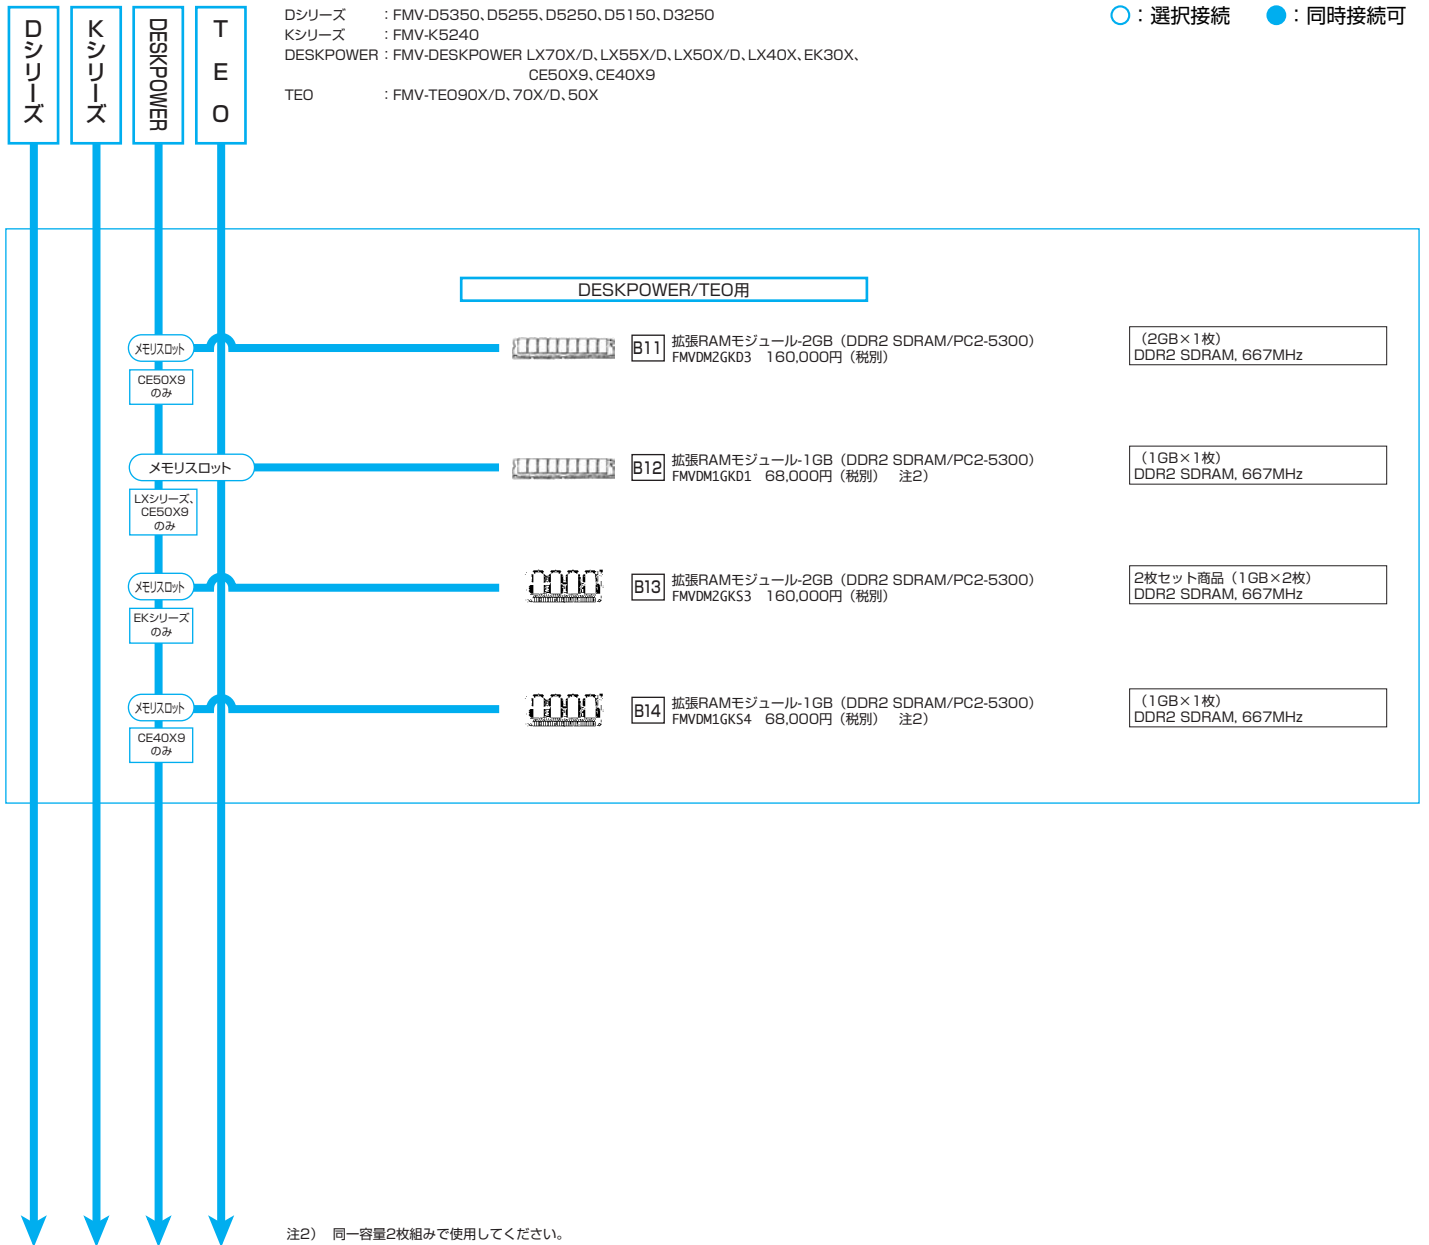 Dシリーズ
Kシリーズ
DESKPOWER
TEO
Dシリーズ ：FMV-D5350、D5255、D5250、D5150、D3250
Kシリーズ ：FMV-K5240
DESKPOWER：FMV-DESKPOWER LX70X/D、LX55X/D、LX50X/D、LX40X、EK30X、
CE50X9、CE40X9
TEO ：FMV-TEO90X/D、70X/D、50X
○：選択接続 ●：同時接続可
DESKPOWER/TEO用
メモリスロット
CE50X9
のみ
B11
拡張RAMモジュール-2GB（DDR2 SDRAM/PC2-5300）
FMVDM2GKD3 160,000円（税別）
（2GB×1枚）
DDR2 SDRAM, 667MHz
メモリスロット
LXシリーズ、
CE50X9
のみ
B12
拡張RAMモジュール-1GB（DDR2 SDRAM/PC2-5300）
FMVDM1GKD1 68,000円（税別） 注2）
（1GB×1枚）
DDR2 SDRAM, 667MHz
メモリスロット
EKシリーズ
のみ
B13
拡張RAMモジュール-2GB（DDR2 SDRAM/PC2-5300）
FMVDM2GKS3 160,000円（税別）
2枚セット商品（1GB×2枚）
DDR2 SDRAM, 667MHz
メモリスロット
CE40X9
のみ
B14
拡張RAMモジュール-1GB（DDR2 SDRAM/PC2-5300）
FMVDM1GKS4 68,000円（税別） 注2）
（1GB×1枚）
DDR2 SDRAM, 667MHz
注2） 同一容量2枚組みで使用してください。